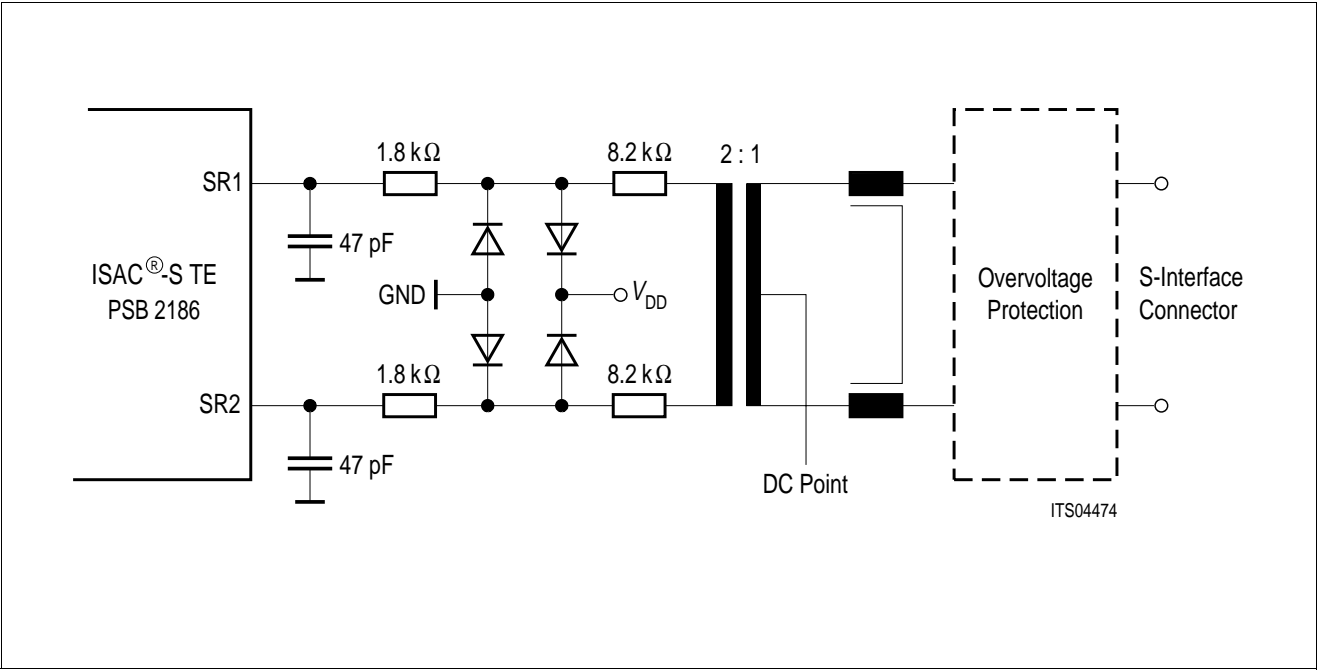 1.8 kΩ
8.2 kΩ
2 : 1
SR1
47 pF
ISAC®-S TE
PSB 2186
GND
VDD
Overvoltage
Protection
S-Interface
Connector
1.8 kΩ
8.2 kΩ
SR2
47 pF
DC Point
ITS04474